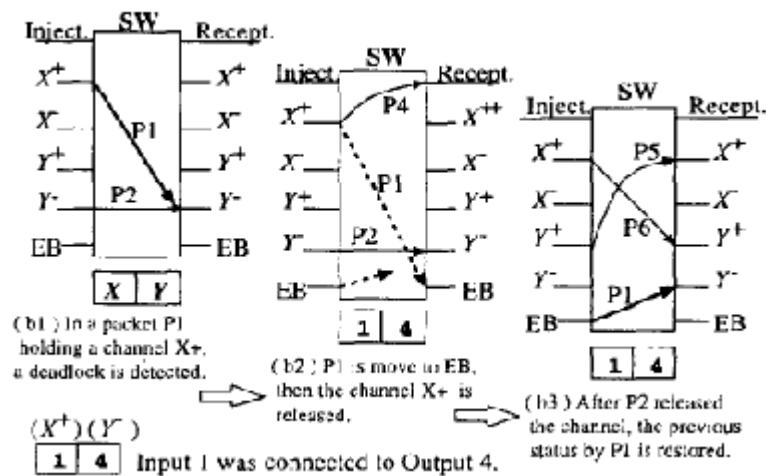 SW
Inject. Recept.
X+ X+
P1
X- X-
Y+ Y+
Y- P2 Y-
EB EB
X Y
(b1) In a packet P1
holding a channel X+,
a deadlock is detected.
SW
Inject. Recept.
P4
X+ X++
X- P1 X-
Y+ Y+
Y- P2 Y-
EB EB
1 4
(b2) P1 is move to EB,
then the channel X+ is
released.
SW
Inject. Recept.
X+ P5 X+
X- X-
Y+ P6 Y+
Y- P1 Y-
EB EB
1 4
(b3) After P2 released
the channel, the previous
status by P1 is restored.
(X+)(Y-)
1 4 Input 1 was connected to Output 4.